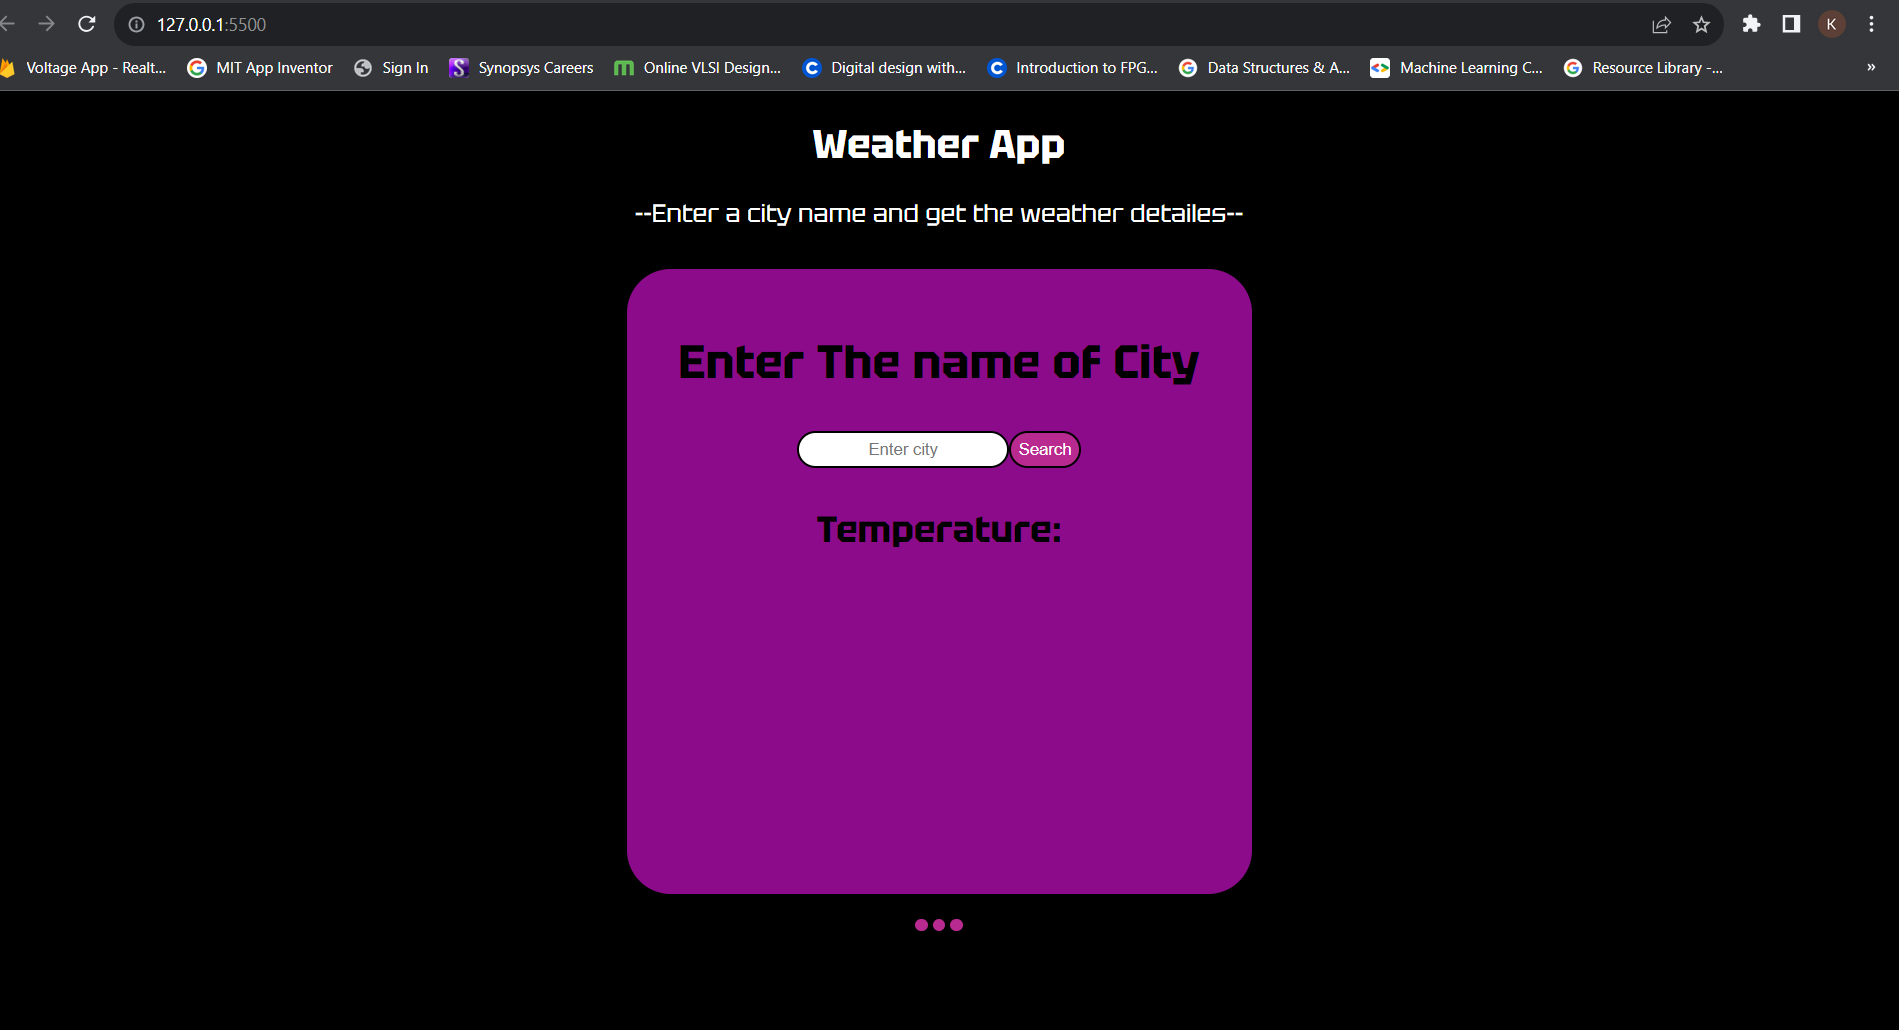 127.0.0.1:5500
K
Voltage App - Realt... MIT App Inventor Sign In Synopsys Careers Online VLSI Design... Digital design with... Introduction to FPG... Data Structures & A... Machine Learning C... Resource Library -... »
Weather App
--Enter a city name and get the weather detailes--
Enter The name of City
Enter city Search
Temperature: